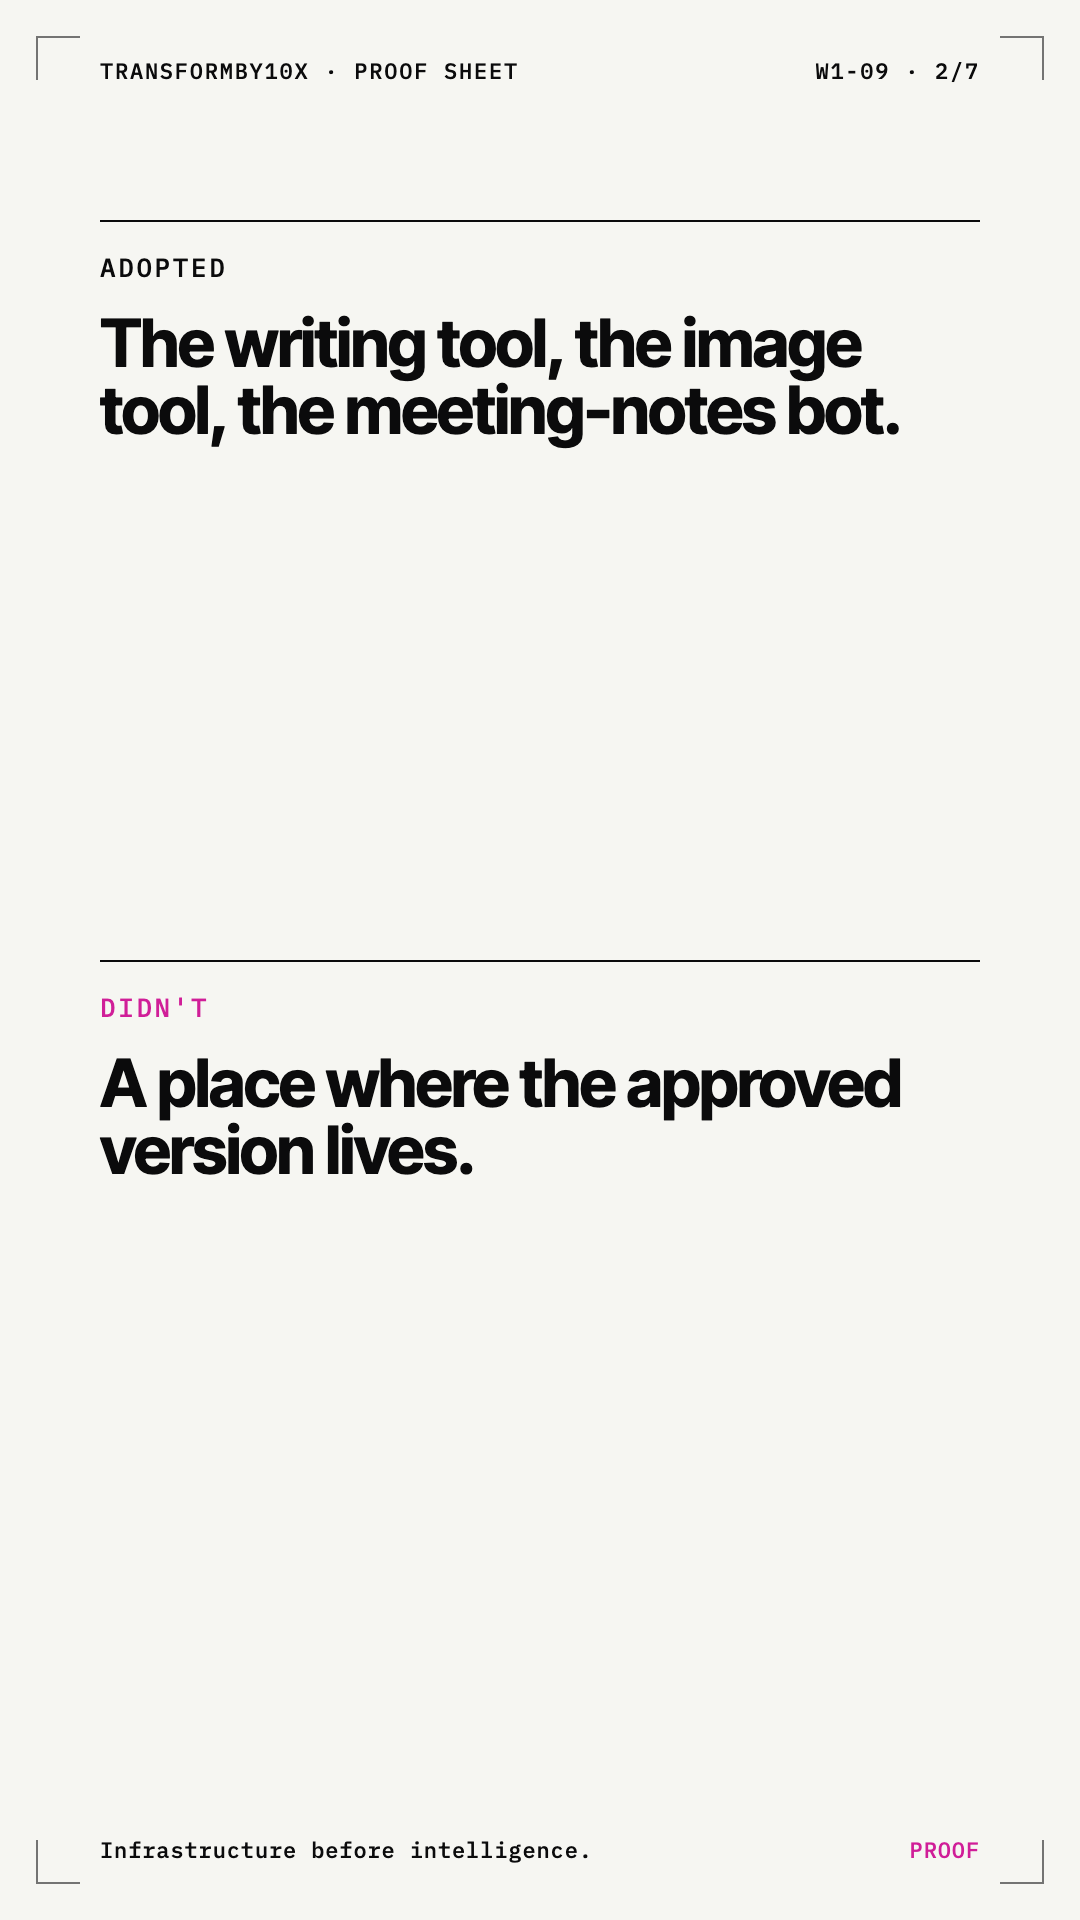 TRANSFORMBY10X · PROOF SHEET
W1-09 · 2/7
ADOPTED
The writing tool, the image
tool, the meeting-notes bot.
DIDN'T
A place where the approved
version lives.
Infrastructure before intelligence.
PROOF